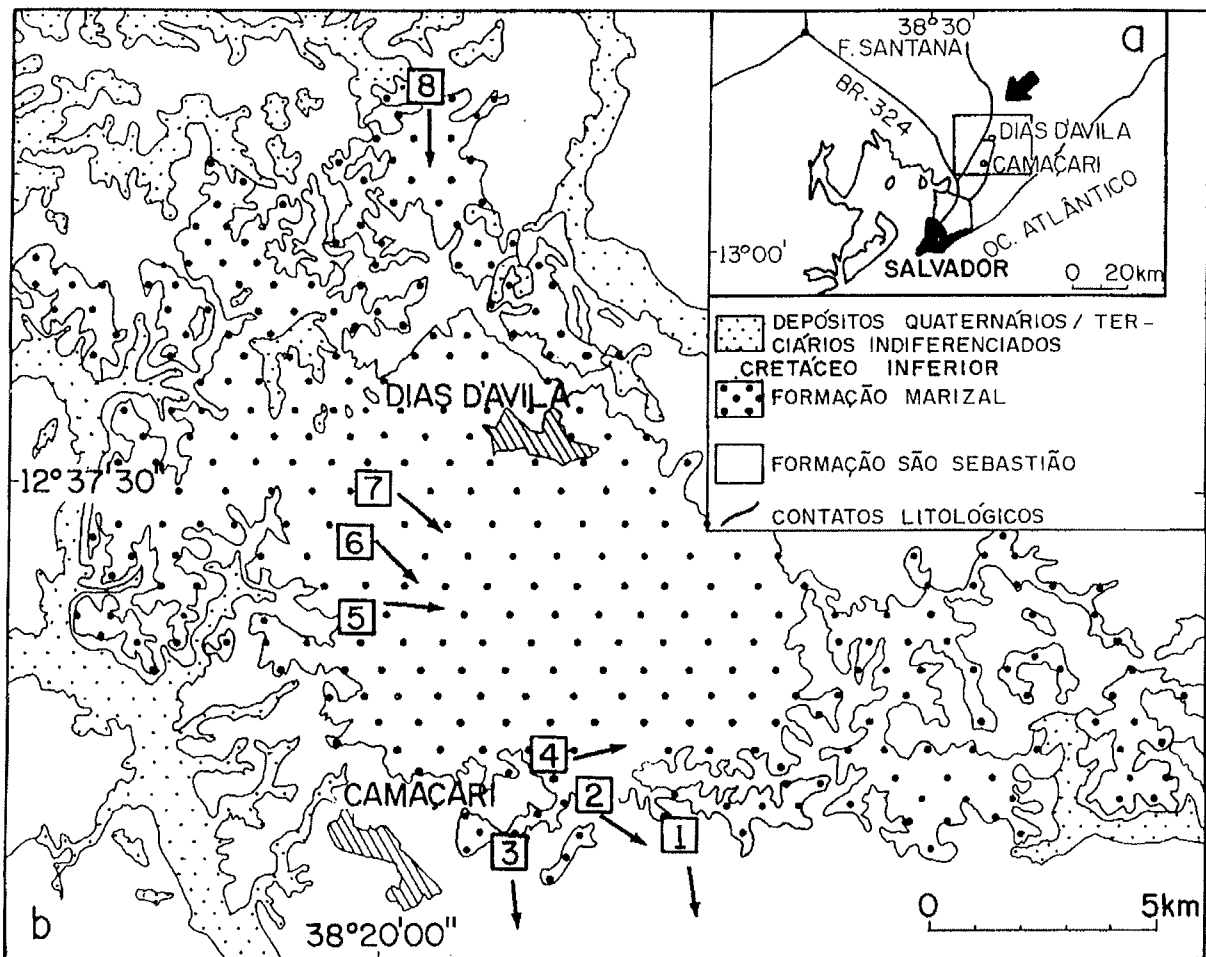 38°30'
a
F. SANTANA
BR-324
DIAS D'AVILA
CAMAÇARI
OC. ATLÂNTICO
13°00'
SALVADOR
0 20km
DEPÓSITOS QUATERNÁRIOS / TER-
CIÁRIOS INDIFERENCIADOS
CRETÁCEO INFERIOR
FORMAÇÃO MARIZAL
FORMAÇÃO SÃO SEBASTIÃO
CONTATOS LITOLÓGICOS
8
DIAS D'AVILA
12°37'30"
7
6
5
4
CAMAÇARI
2
1
3
0 5km
b
38°20'00"